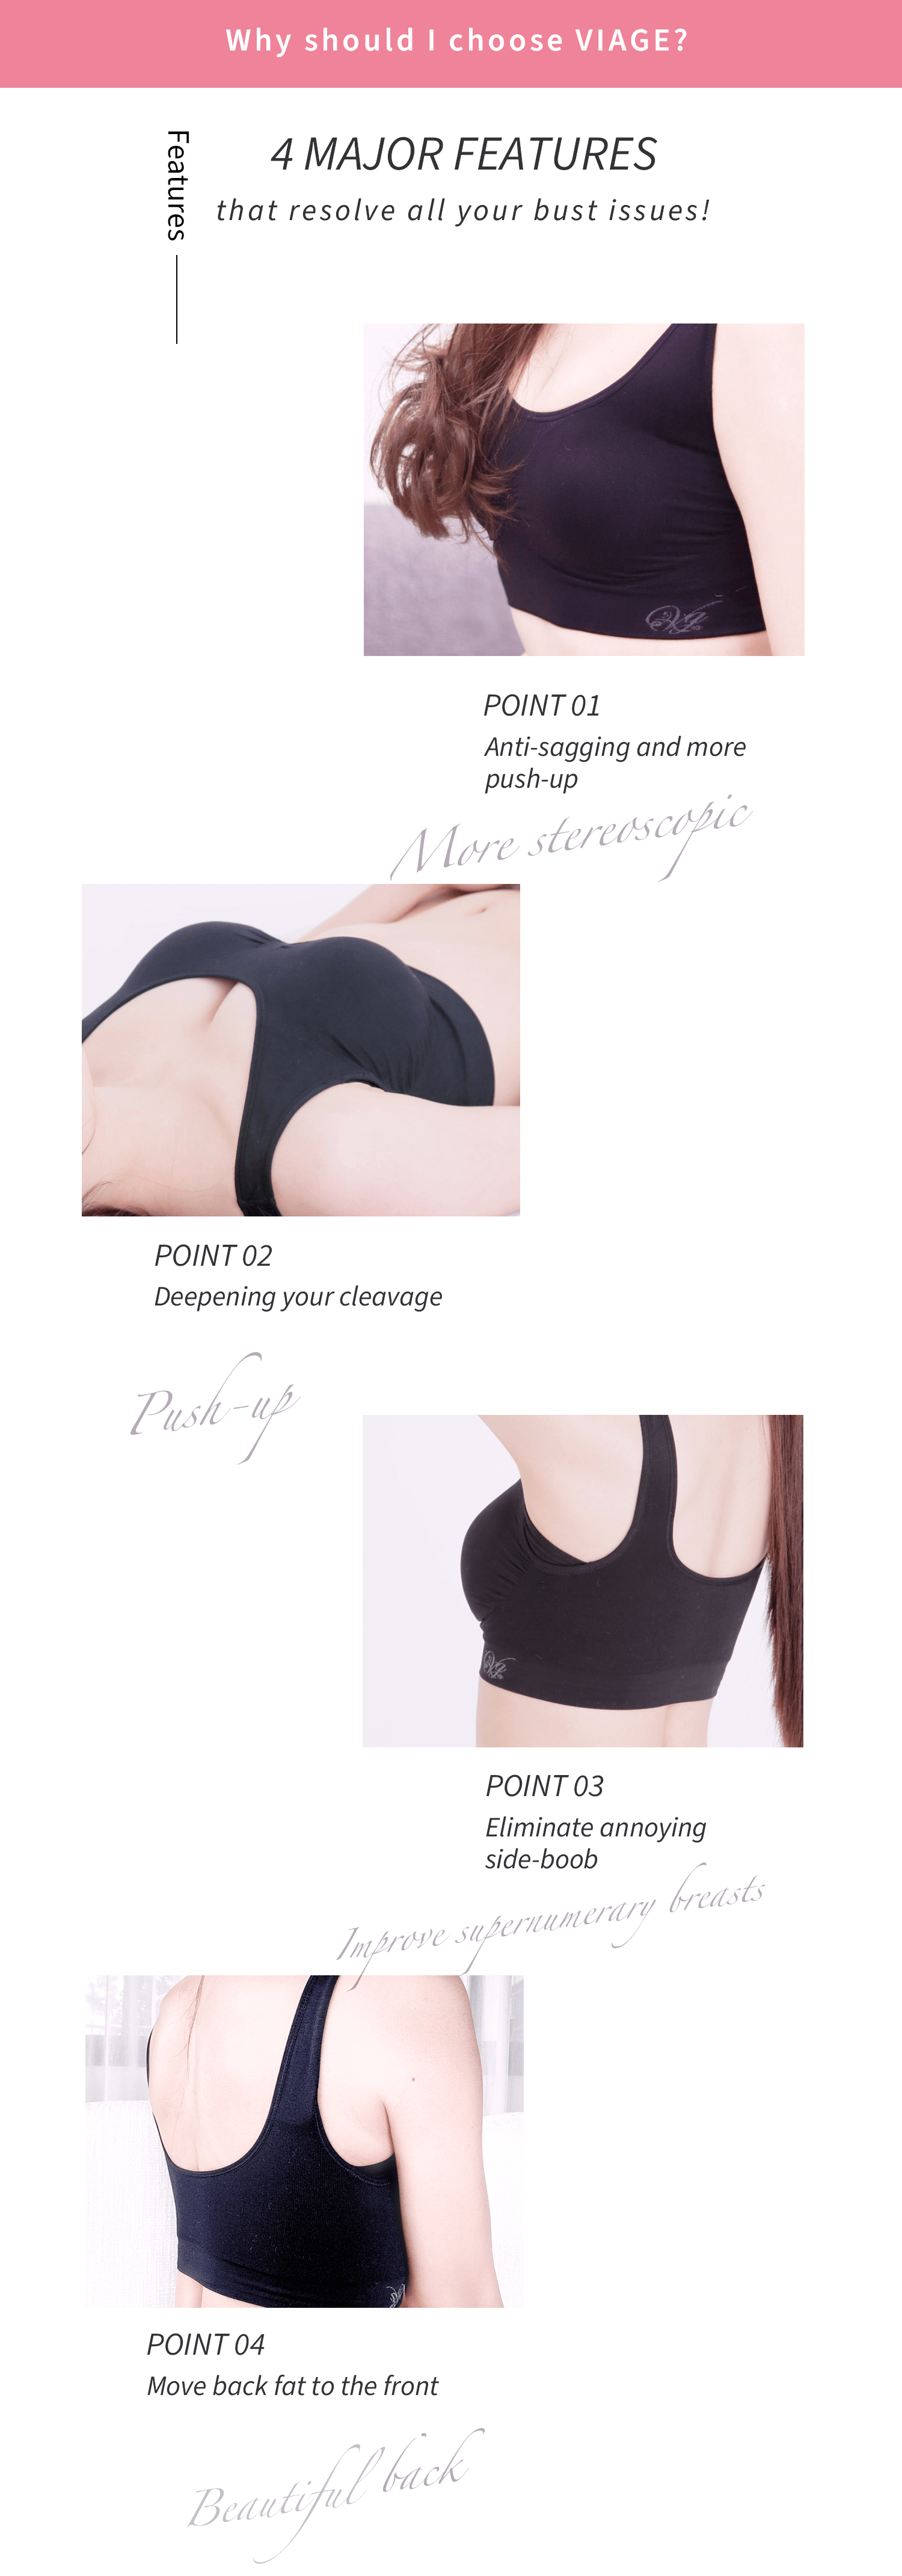 Why should I choose VIAGE?
Features
4 MAJOR FEATURES
that resolve all your bust issues!
POINT 01
Anti-sagging and more
push-up
More stereoscopic
POINT 02
Deepening your cleavage
Push-up
POINT 03
Eliminate annoying
side-boob
Improve supernumerary breasts
POINT 04
Move back fat to the front
Beautiful back